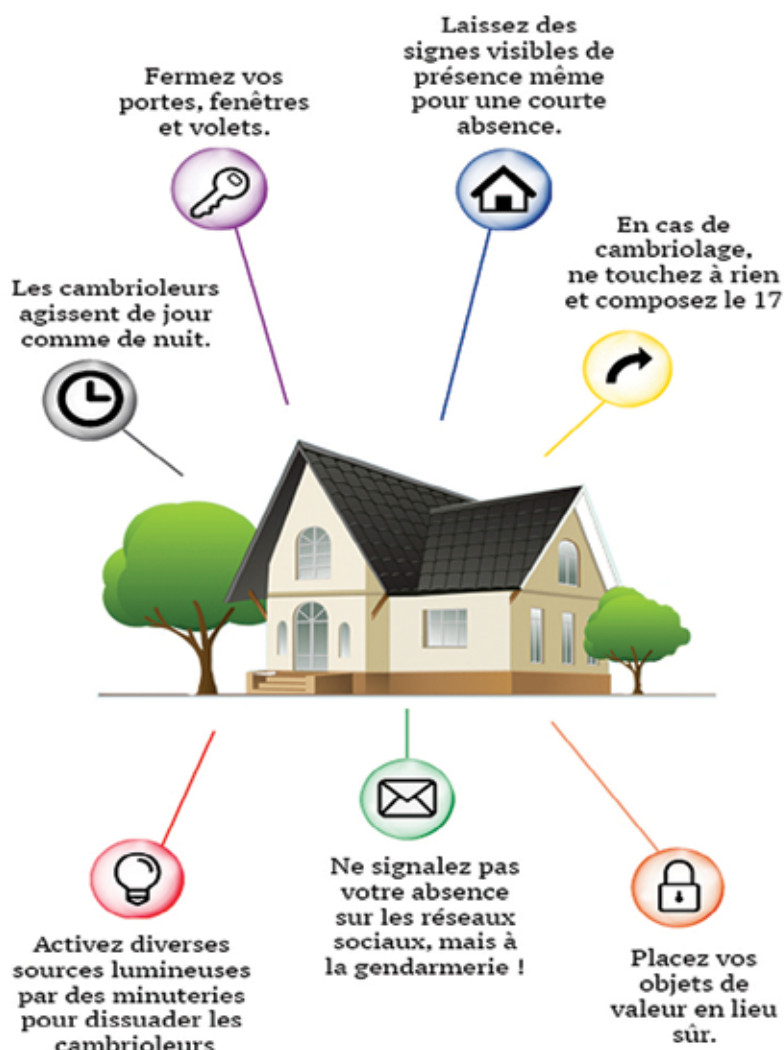 Laissez des
signes visibles de
présence même
pour une courte
absence.
Fermez vos
portes, fenêtres
et volets.
En cas de
cambriolage,
ne touchez à rien
et composez le 17
Les cambrioleurs
agissent de jour
comme de nuit.
Ne signalez pas
votre absence
sur les réseaux
sociaux, mais à
la gendarmerie !
Activez diverses
sources lumineuses
par des minuteries
pour dissuader les
cambrioleurs
Placez vos
objets de
valeur en lieu
sûr.